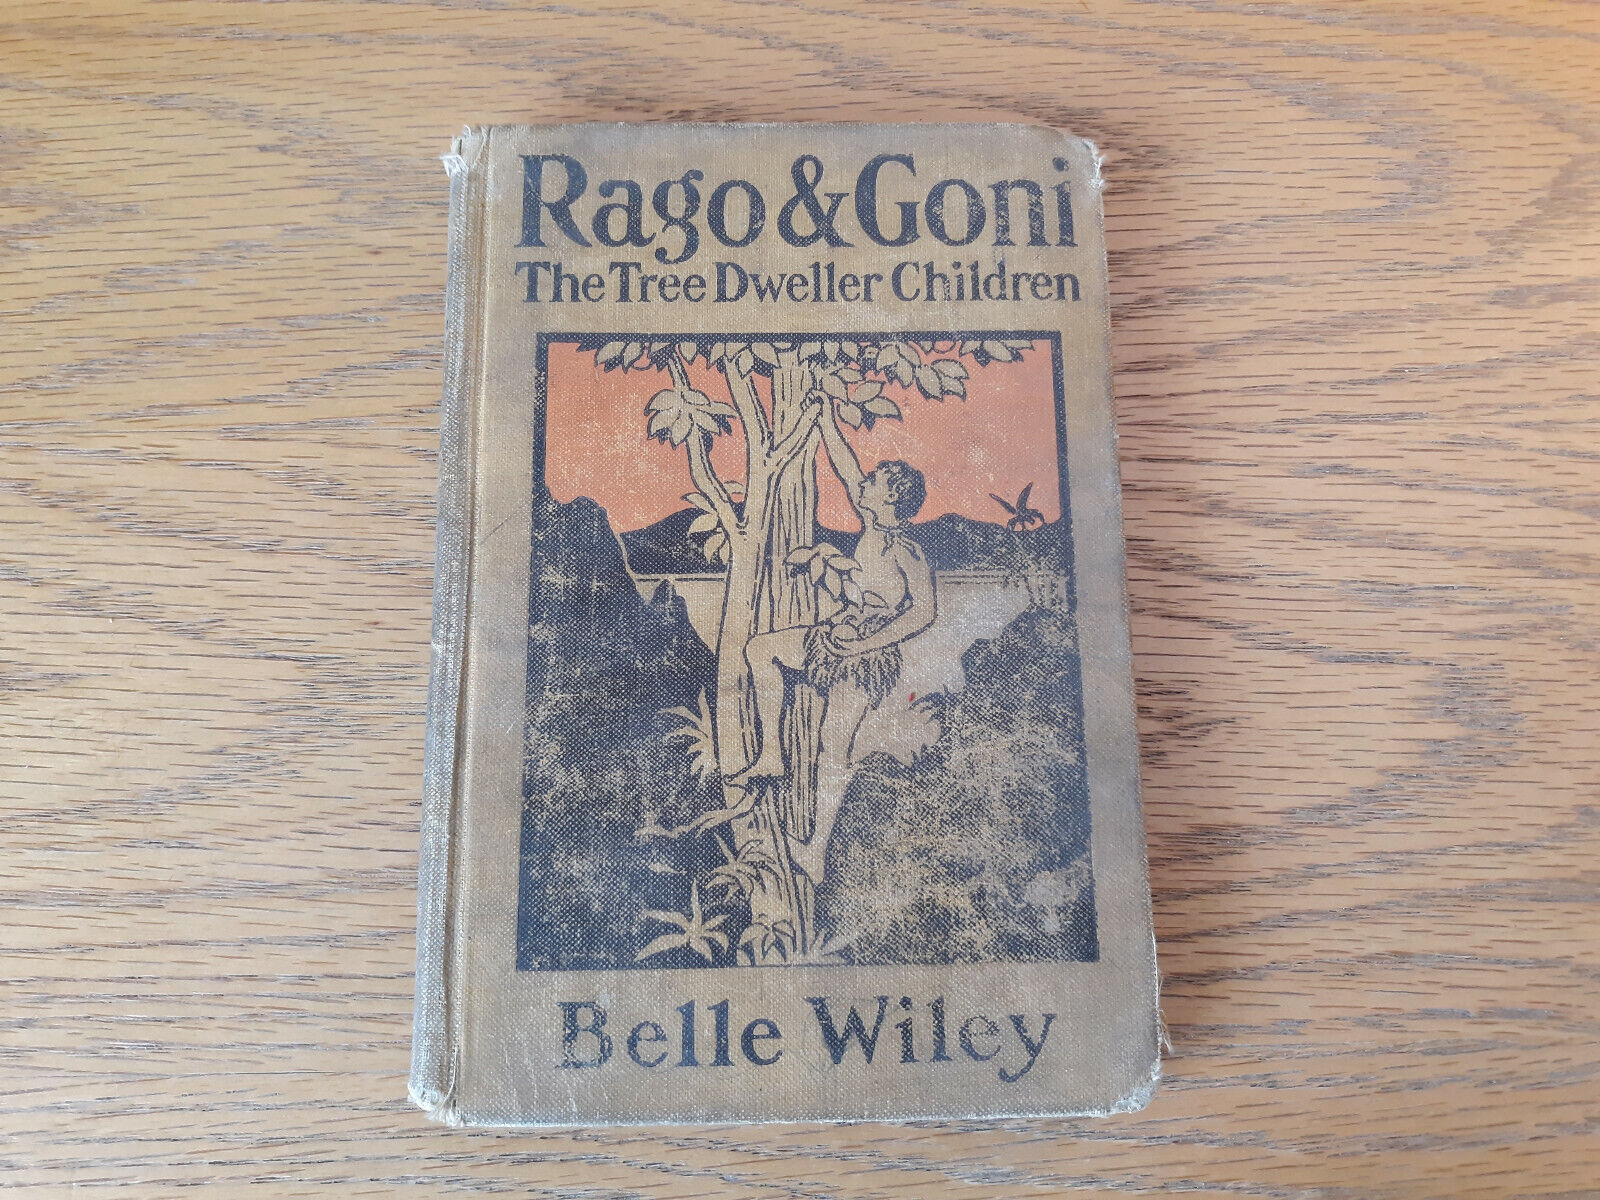 Rago & Goni
The Tree Dweller Children
Belle Wiley